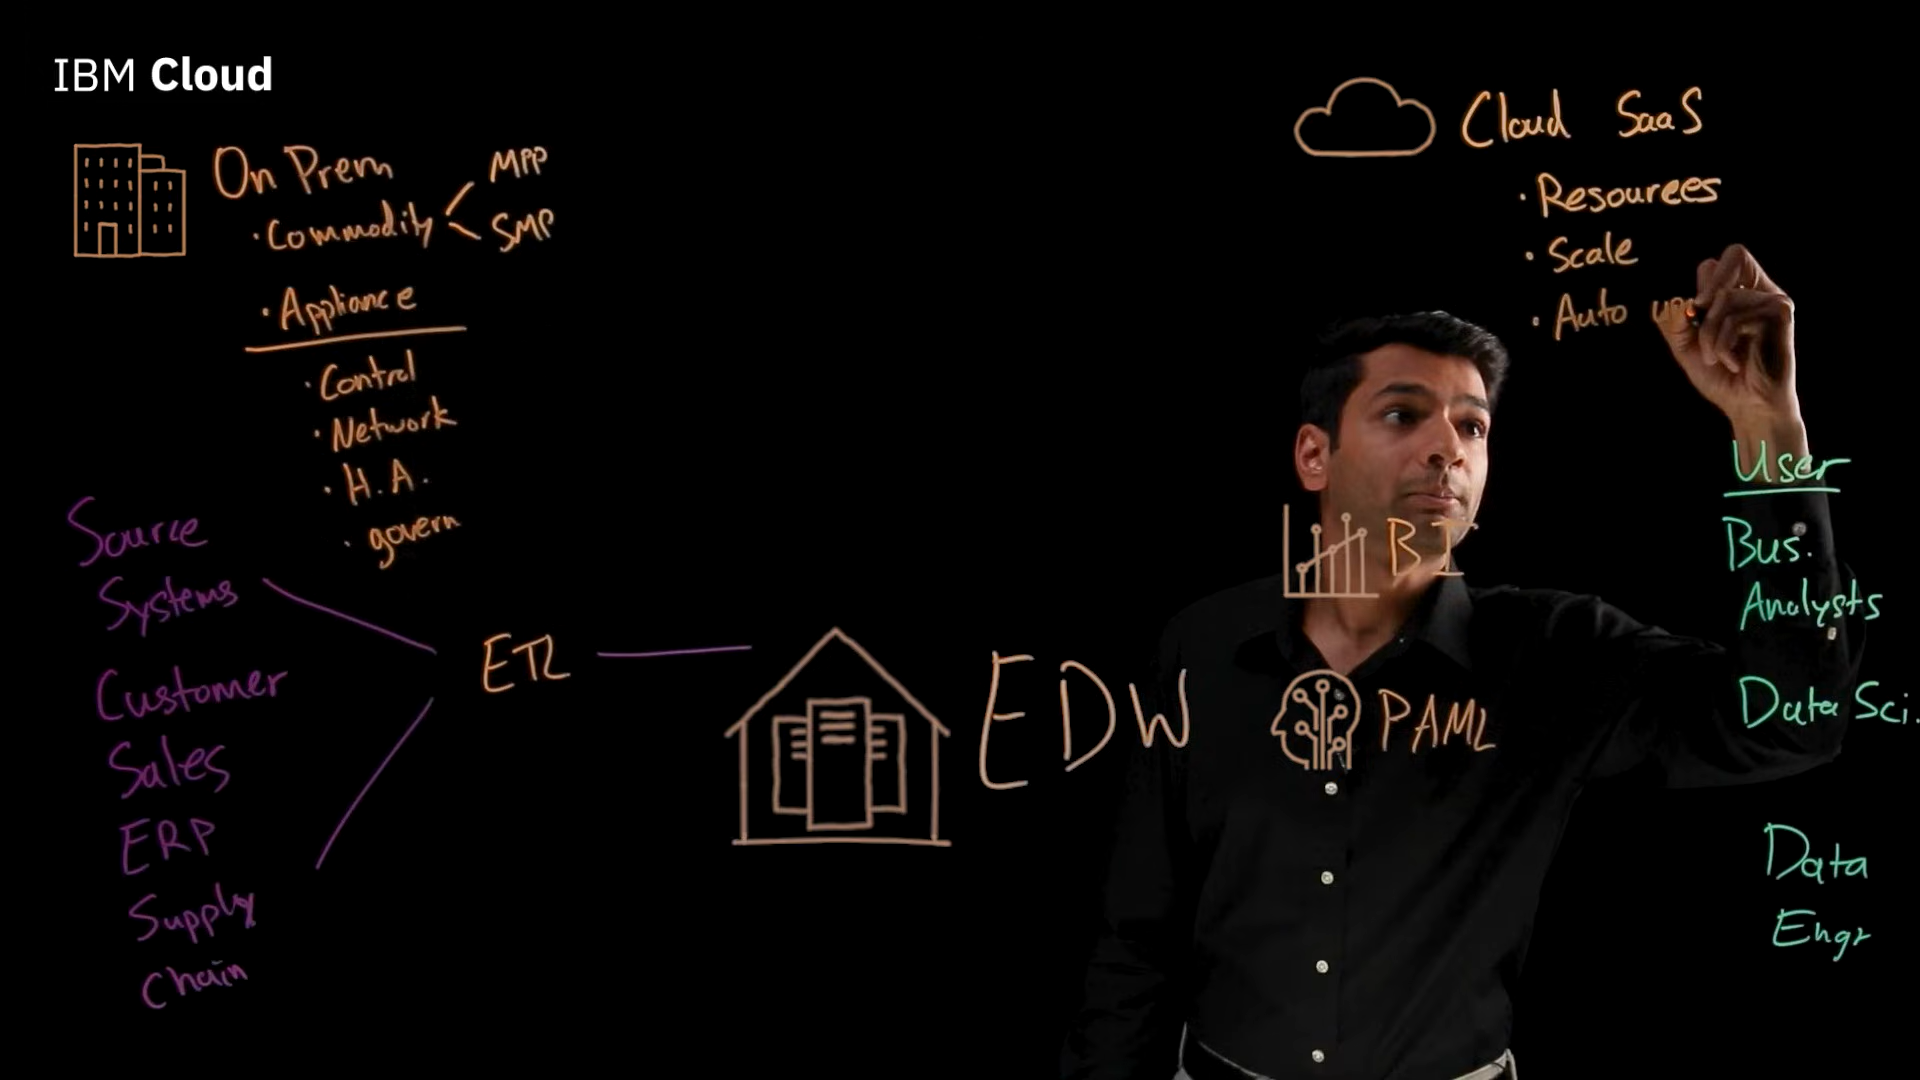 IBM Cloud
On Prem
· Commodity
MPP
SMP
· Appliance
· Control
· Network
· H.A.
· govern
Source
Systems
Customer
Sales
ERP
Supply
Chain
ETL
EDW
BI
PAML
Cloud SaaS
· Resources
· Scale
· Auto
User
Bus.
Analysts
Data Sci.
Data
Engr